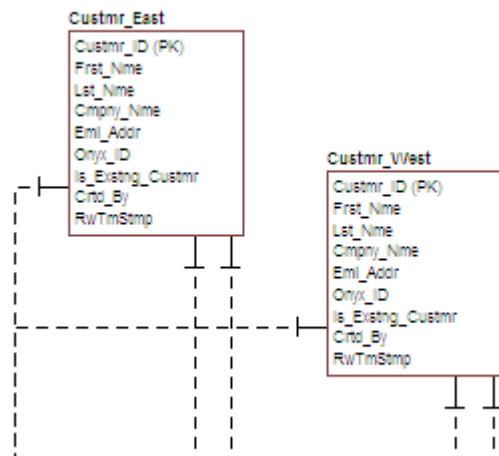 Custmr_East
Custmr_ID (PK)
Frst_Nme
Lst_Nme
Cmpny_Nme
Eml_Addr
Onyx_ID
Is_Exstng_Custmr
Crtd_By
RwTmStmp
Custmr_West
Custmr_ID (PK)
Frst_Nme
Lst_Nme
Cmpny_Nme
Eml_Addr
Onyx_ID
Is_Exstng_Custmr
Crtd_By
RwTmStmp